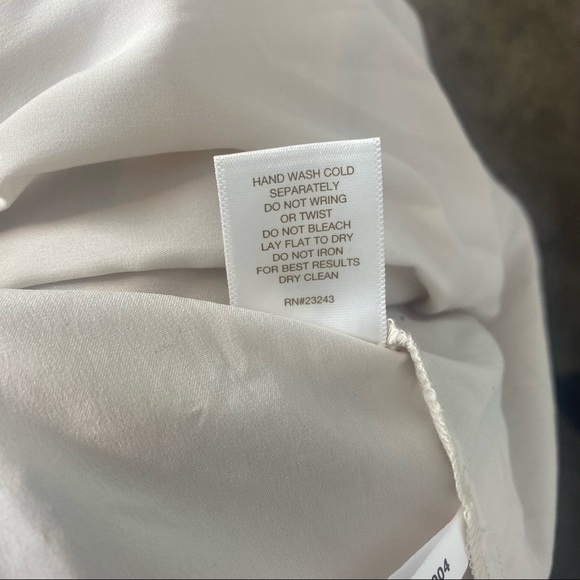 HAND WASH COLD
SEPARATELY
DO NOT WRING
OR TWIST
DO NOT BLEACH
LAY FLAT TO DRY
DO NOT IRON
FOR BEST RESULTS
DRY CLEAN
RN#23243